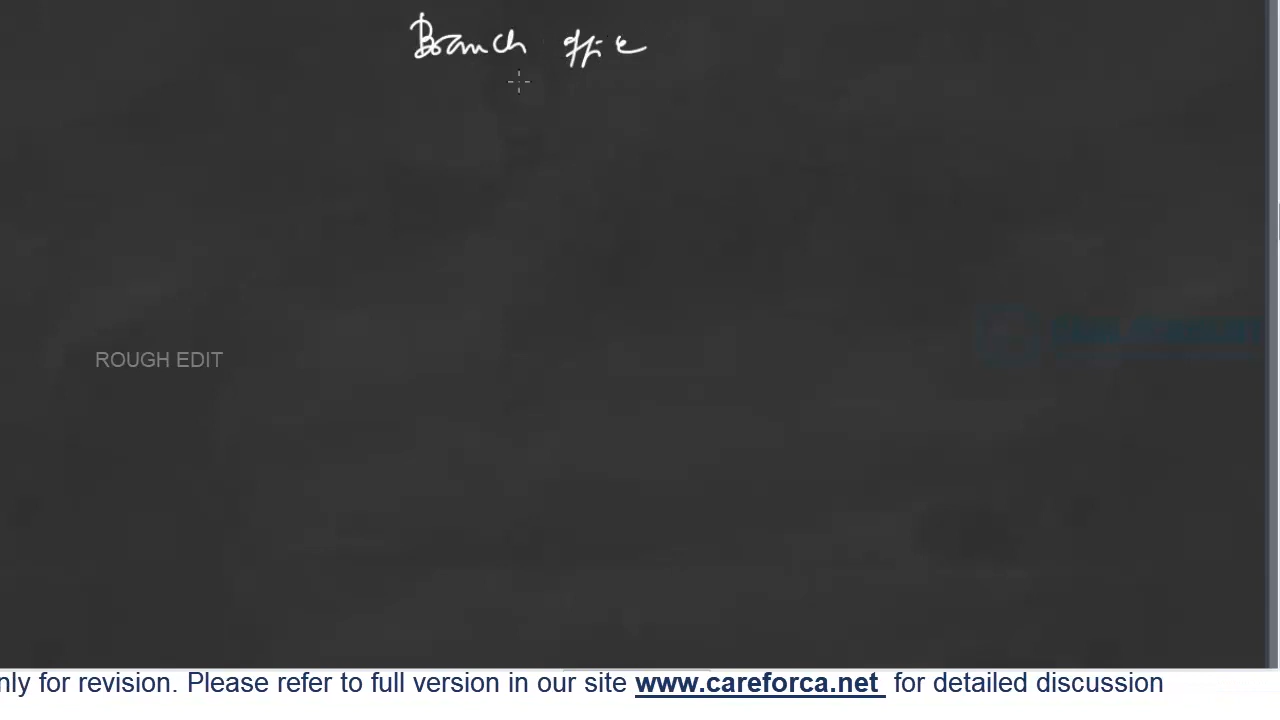 Branch office
ROUGH EDIT
nly for revision. Please refer to full version in our site www.careforca.net for detailed discussion